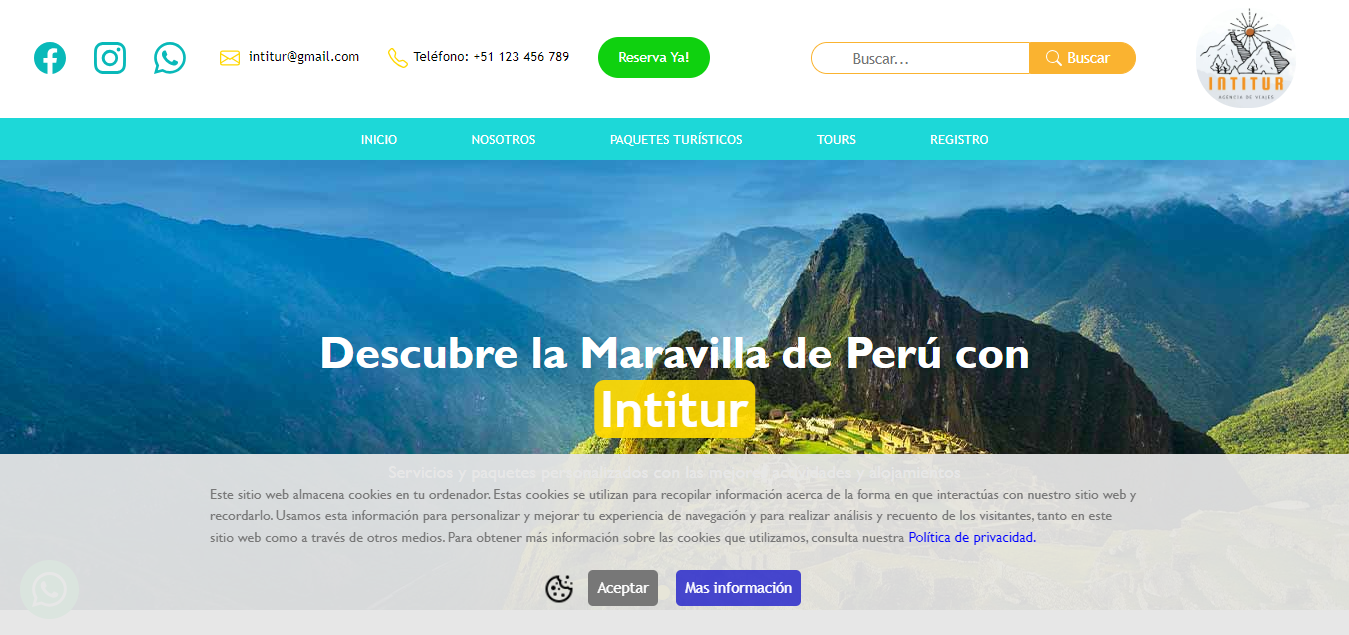 intitur@gmail.com
Teléfono: +51 123 456 789
Reserva Ya!
Buscar...
Buscar
INTITUR
AGENCIA DE VIAJES
INICIO
NOSOTROS
PAQUETES TURÍSTICOS
TOURS
REGISTRO
Descubre la Maravilla de Perú con
Intitur
Servicios y paquetes personalizados con las mejores actividades y alojamientos
Este sitio web almacena cookies en tu ordenador. Estas cookies se utilizan para recopilar información acerca de la forma en que interactúas con nuestro sitio web y
recordarlo. Usamos esta información para personalizar y mejorar tu experiencia de navegación y para realizar análisis y recuento de los visitantes, tanto en este
sitio web como a través de otros medios. Para obtener más información sobre las cookies que utilizamos, consulta nuestra Política de privacidad.
Aceptar
Mas información